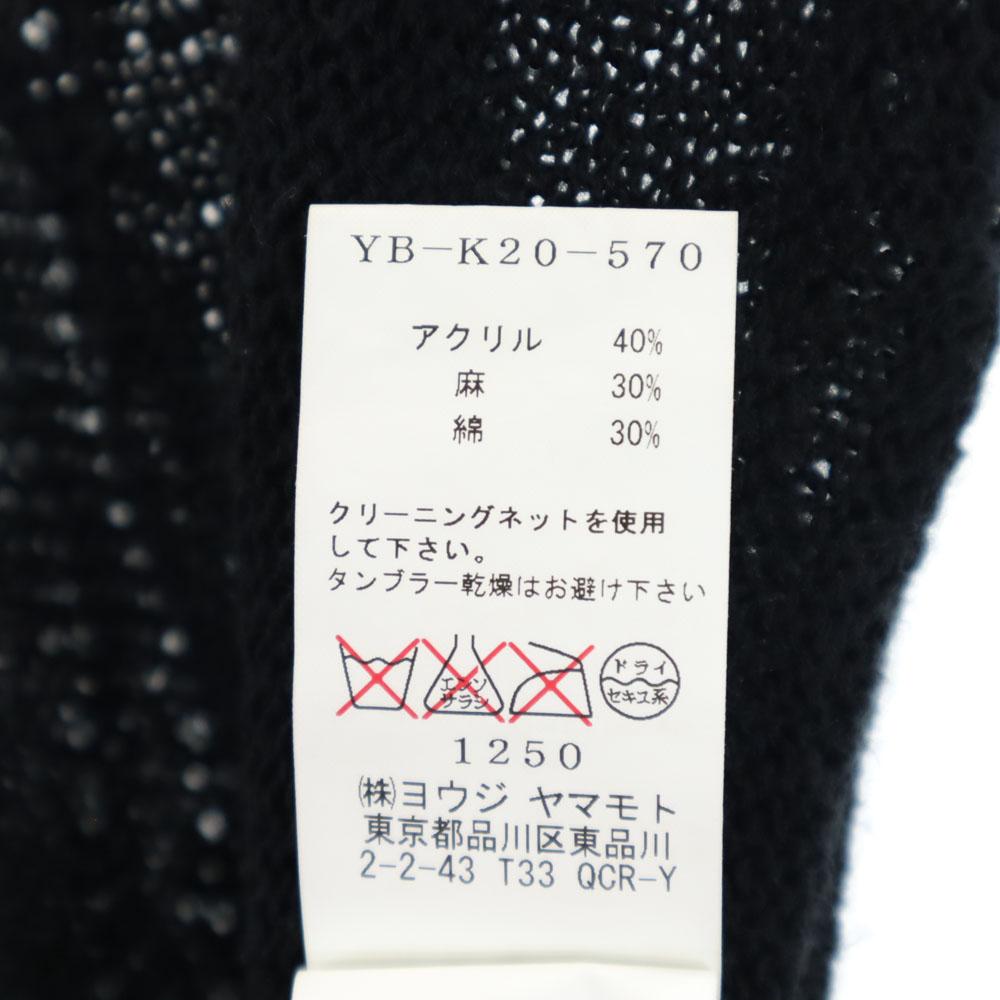 YB-K20-570
アクリル 40%
麻 30%
綿 30%
クリーニングネットを使用
して下さい。
タンブラー乾燥はお避け下さい
エンソ
サラシ
ドライ
セキユ系
1250
㈱ヨウジ ヤマモト
東京都品川区東品川
2-2-43 T33 QCR-Y